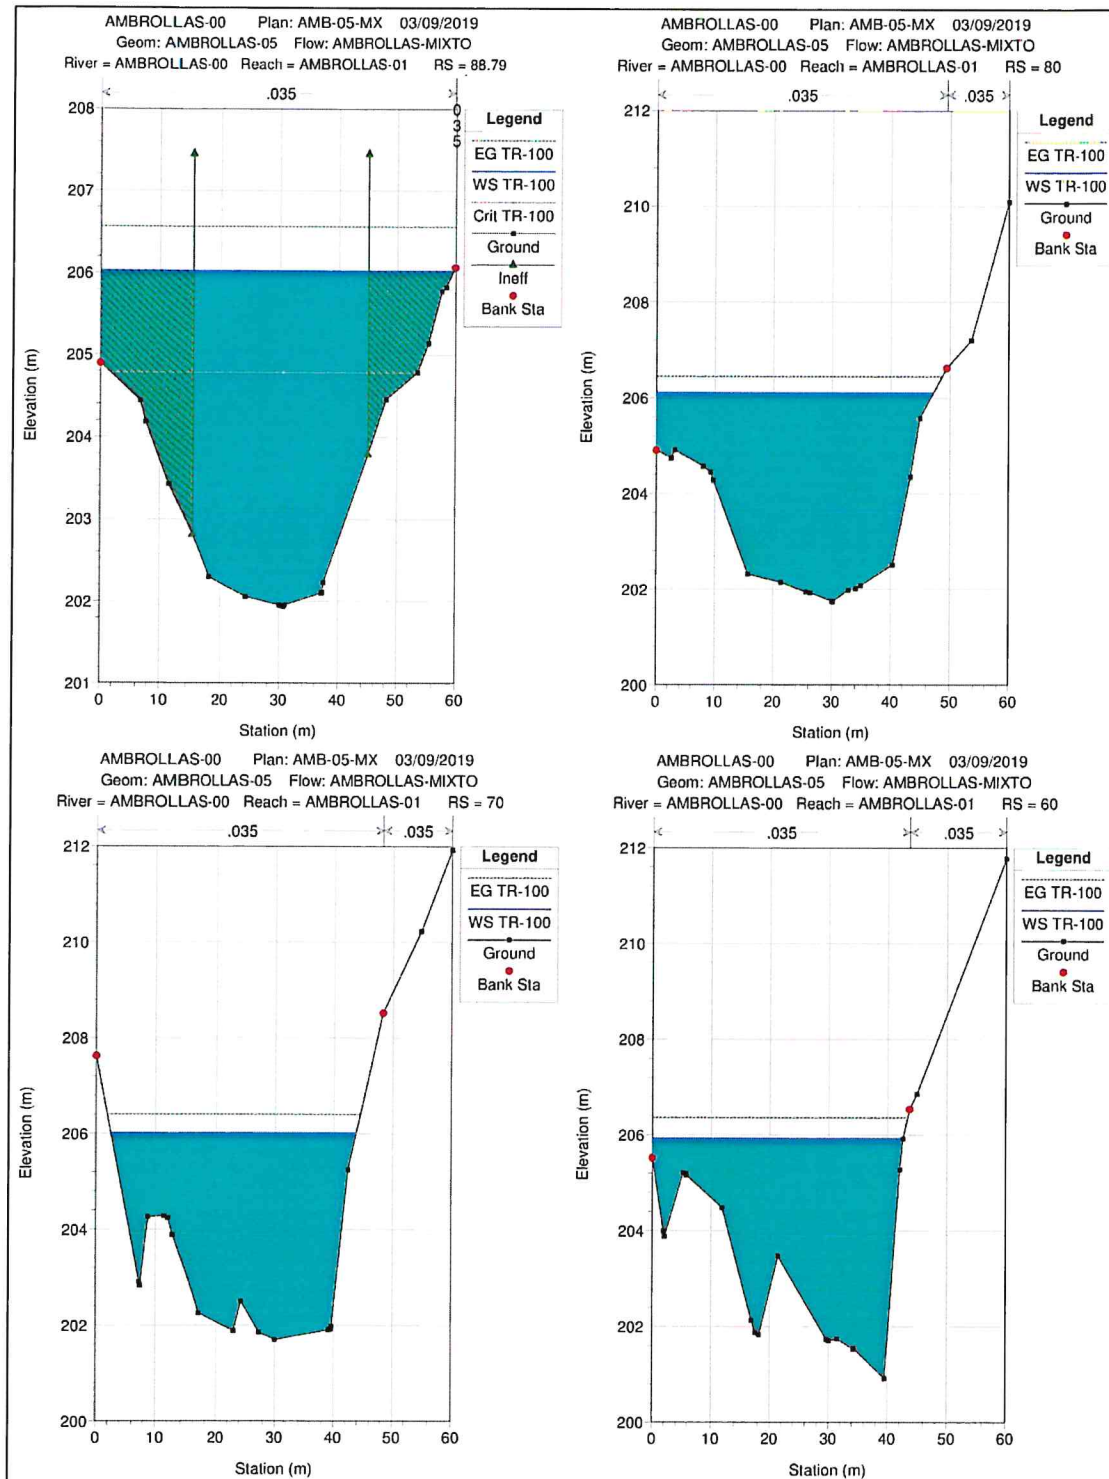 AMBROLLAS-00 Plan: AMB-05-MX 03/09/2019
Geom: AMBROLLAS-05 Flow: AMBROLLAS-MIXTO
River = AMBROLLAS-00 Reach = AMBROLLAS-01 RS = 88.79
.035
.035
Legend
EG TR-100
WS TR-100
Crit TR-100
Ground
Ineff
Bank Sta
208
207
206
205
204
203
202
201
Elevation (m)
0 10 20 30 40 50 60
Station (m)
AMBROLLAS-00 Plan: AMB-05-MX 03/09/2019
Geom: AMBROLLAS-05 Flow: AMBROLLAS-MIXTO
River = AMBROLLAS-00 Reach = AMBROLLAS-01 RS = 80
.035 .035
Legend
EG TR-100
WS TR-100
Ground
Bank Sta
212
210
208
206
204
202
200
Elevation (m)
0 10 20 30 40 50 60
Station (m)
AMBROLLAS-00 Plan: AMB-05-MX 03/09/2019
Geom: AMBROLLAS-05 Flow: AMBROLLAS-MIXTO
River = AMBROLLAS-00 Reach = AMBROLLAS-01 RS = 70
.035 .035
Legend
EG TR-100
WS TR-100
Ground
Bank Sta
212
210
208
206
204
202
200
Elevation (m)
0 10 20 30 40 50 60
Station (m)
AMBROLLAS-00 Plan: AMB-05-MX 03/09/2019
Geom: AMBROLLAS-05 Flow: AMBROLLAS-MIXTO
River = AMBROLLAS-00 Reach = AMBROLLAS-01 RS = 60
.035 .035
Legend
EG TR-100
WS TR-100
Ground
Bank Sta
212
210
208
206
204
202
200
Elevation (m)
0 10 20 30 40 50 60
Station (m)